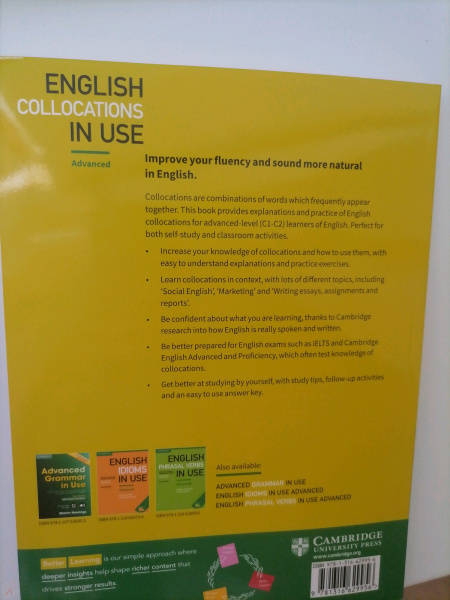 ENGLISH
COLLOCATIONS
IN USE
Advanced
Improve your fluency and sound more natural
in English.
Collocations are combinations of words which frequently appear
together. This book provides explanations and practice of English
collocations for advanced-level (C1-C2) learners of English. Perfect for
both self-study and classroom activities.
• Increase your knowledge of collocations and how to use them, with
easy to understand explanations and practice exercises.
• Learn collocations in context, with lots of different topics, including
'Social English', 'Marketing' and 'Writing essays, assignments and
reports'.
• Be confident about what you are learning, thanks to Cambridge
research into how English is really spoken and written.
• Be better prepared for English exams such as IELTS and Cambridge
English Advanced and Proficiency, which often test knowledge of
collocations.
• Get better at studying by yourself, with study tips, follow-up activities
and an easy to use answer key.
Advanced
Grammar
in Use
ENGLISH
IDIOMS
IN USE
ENGLISH
PHRASAL VERBS
IN USE
Also available:
ADVANCED GRAMMAR IN USE
ENGLISH IDIOMS IN USE ADVANCED
ENGLISH PHRASAL VERBS IN USE ADVANCED
Better Learning is our simple approach where
deeper insights help shape richer content that
drives stronger results.
CAMBRIDGE
UNIVERSITY PRESS
www.cambridge.org
ISBN 978-1-316-62995-6
9 781316 629956